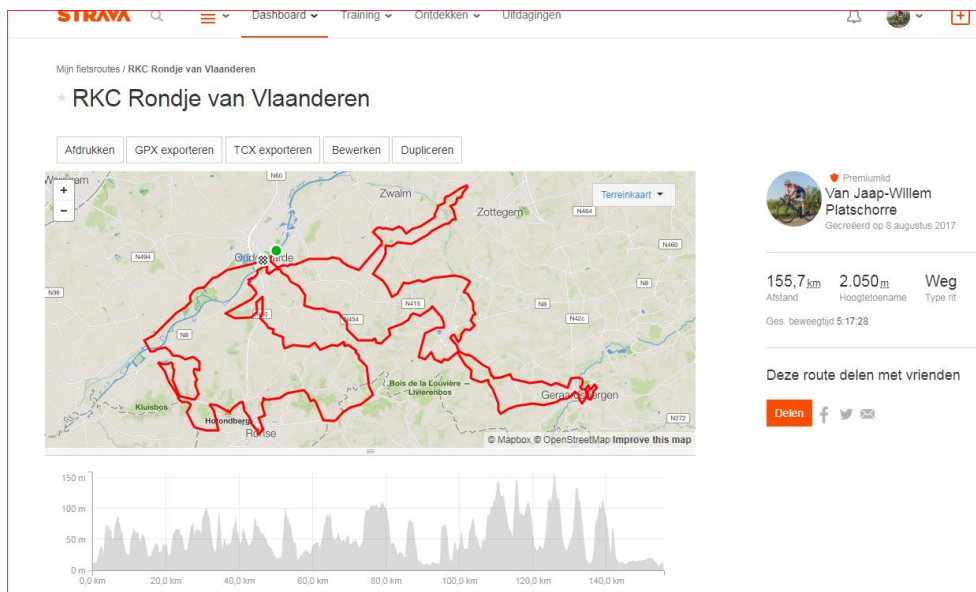 STRAVA
Dashboard Training Ontdekken Uitdagingen
Mijn fietsroutes / RKC Rondje van Vlaanderen
RKC Rondje van Vlaanderen
Afdrukken GPX exporteren TCX exporteren Bewerken Dupliceren
+
−
Terreinkaart
N60
Zwalm
Zottegem
N464
N460
N494
N36
N8
N415
N8
N454
N42c
N8
Bois de la Louvière –
Livierenbos
Geraardsbergen
Kluisbos
Hotondberg
Ronse
N272
© Mapbox © OpenStreetMap Improve this map
Premiumlid
Van Jaap-Willem
Platschorre
Gecreëerd op 8 augustus 2017
155,7 km 2.050 m Weg
Afstand Hoogtetoename Type rit
Ges. beweegtijd 5:17:28
Deze route delen met vrienden
Delen
150 m
100 m
50 m
0 m
0,0 km 20,0 km 40,0 km 60,0 km 80,0 km 100,0 km 120,0 km 140,0 km